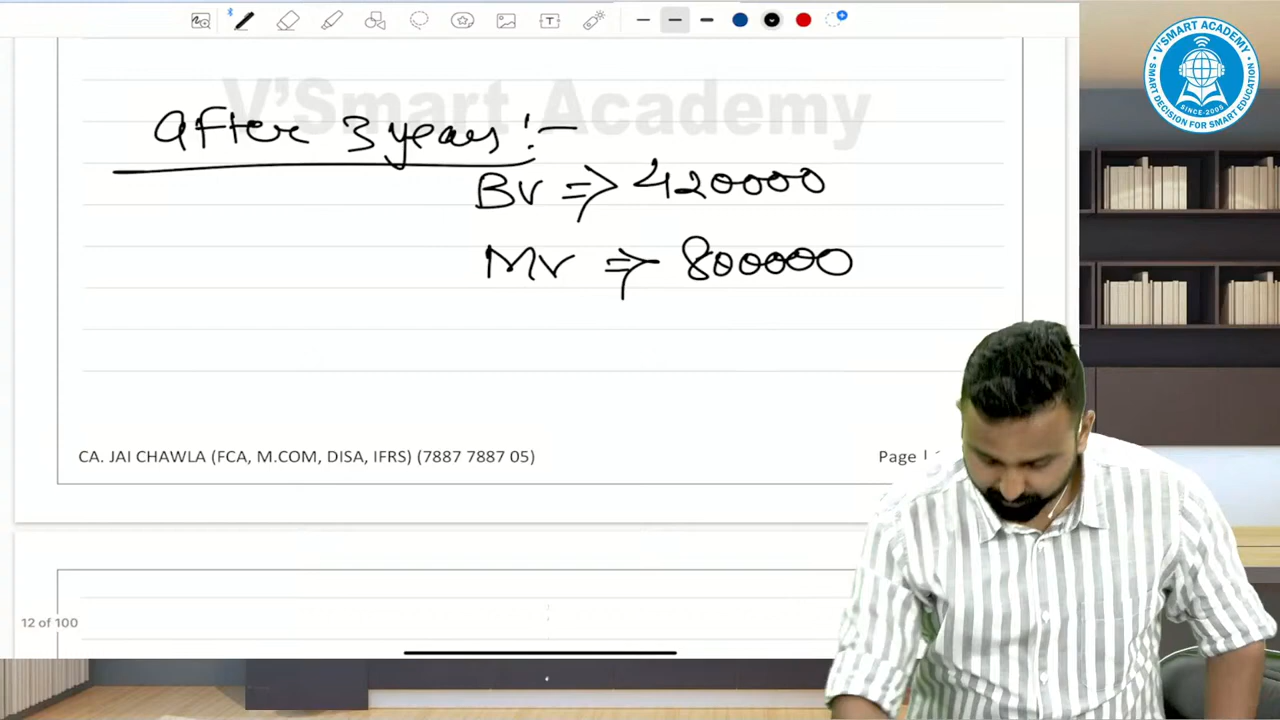 V'SMART ACADEMY
SMART DECISION FOR SMART EDUCATION
SINCE-2005
V'Smart Academy
After 3 years :-
BV => 420000
MV => 800000
CA. JAI CHAWLA (FCA, M.COM, DISA, IFRS) (7887 7887 05)
Page |
12 of 100